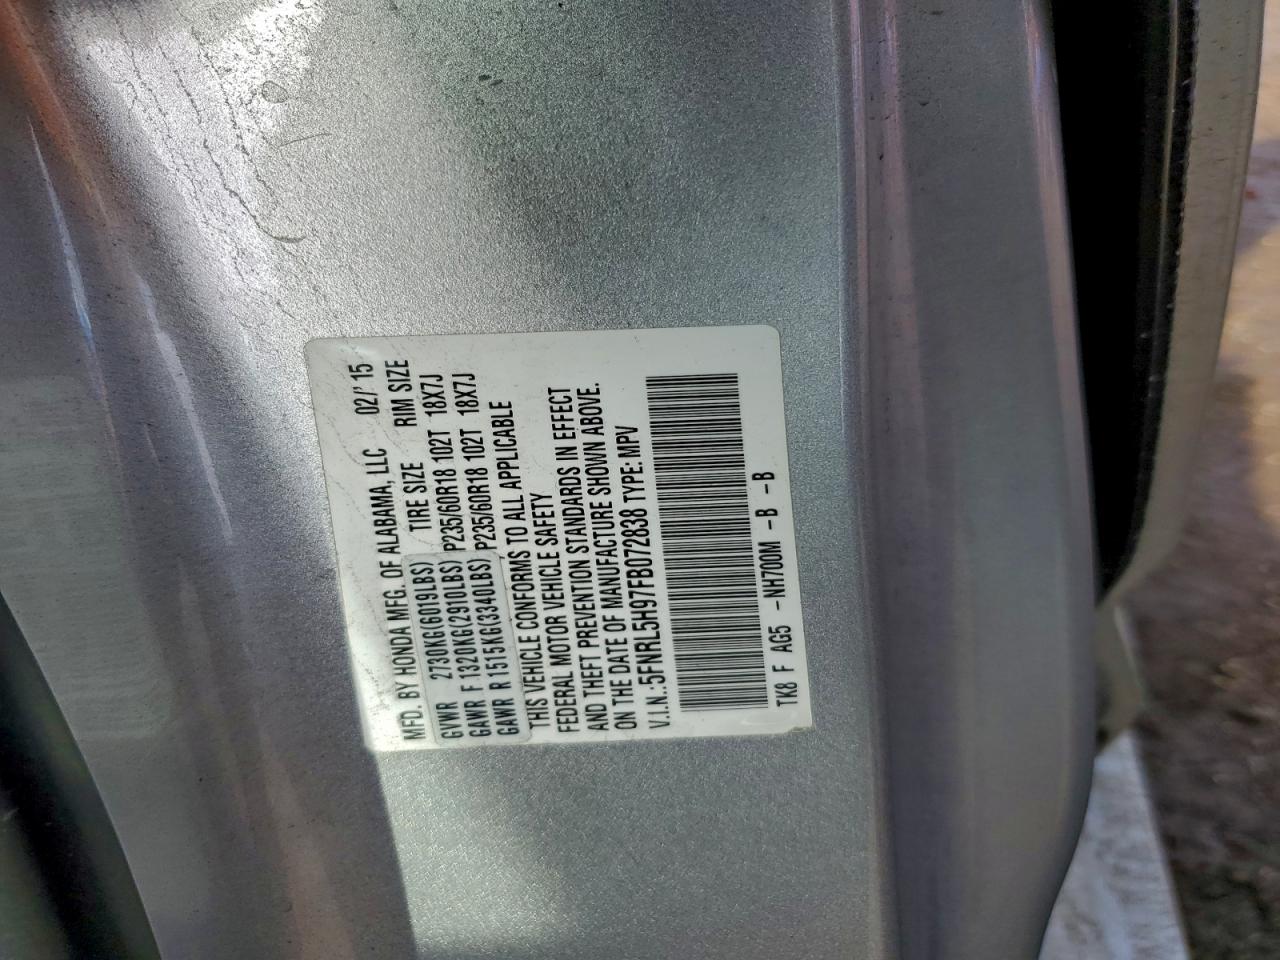 MFD. BY HONDA MFG. OF ALABAMA, LLC 02/'15
TIRE SIZE RIM SIZE
GVWR 2730KG(6019LBS)
GAWR F 1320KG(2910LBS) P235/60R18 102T 18X7J
GAWR R 1515KG(3340LBS) P235/60R18 102T 18X7J
THIS VEHICLE CONFORMS TO ALL APPLICABLE
FEDERAL MOTOR VEHICLE SAFETY
AND THEFT PREVENTION STANDARDS IN EFFECT
ON THE DATE OF MANUFACTURE SHOWN ABOVE.
V.I.N.:5FNRL5H97FB072838 TYPE: MPV
TK8 F AG5 -NH700M -B -B